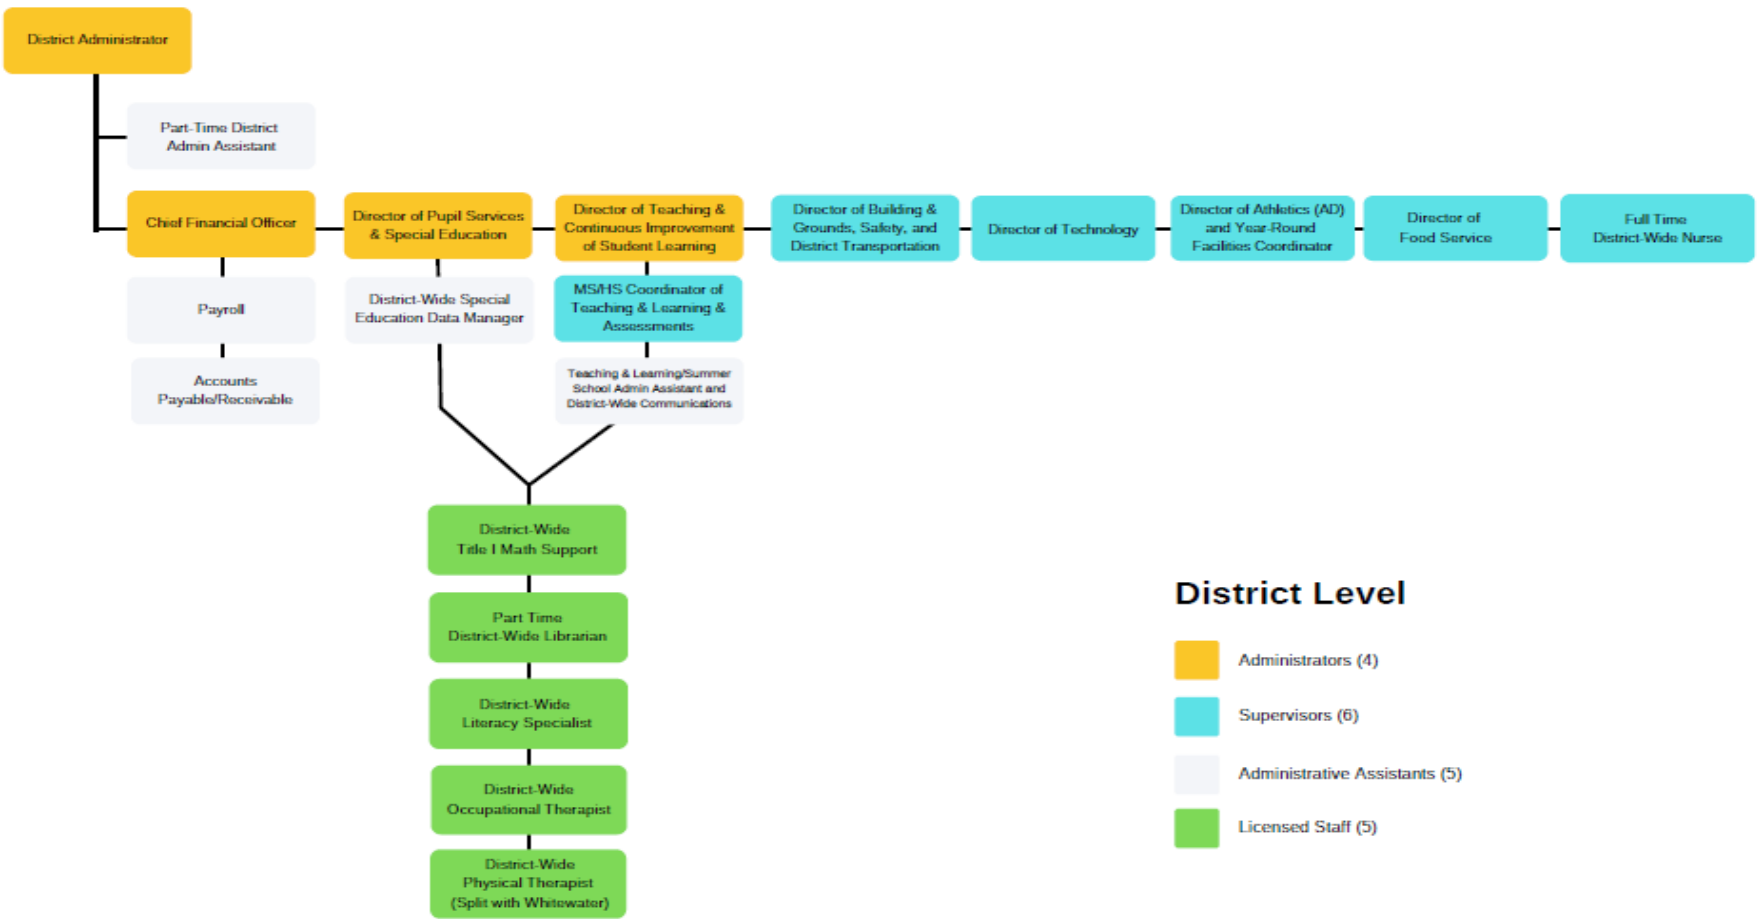 District Administrator
Part-Time District
Admin Assistant
Chief Financial Officer
Director of Pupil Services
& Special Education
Director of Teaching &
Continuous Improvement
of Student Learning
Director of Building &
Grounds, Safety, and
District Transportation
Director of Technology
Director of Athletics (AD)
and Year-Round
Facilities Coordinator
Director of
Food Service
Full Time
District-Wide Nurse
Payroll
District-Wide Special
Education Data Manager
MS/HS Coordinator of
Teaching & Learning &
Assessments
Accounts
Payable/Receivable
Teaching & Learning/Summer
School Admin Assistant and
District-Wide Communications
District-Wide
Title I Math Support
Part Time
District-Wide Librarian
District-Wide
Literacy Specialist
District-Wide
Occupational Therapist
District-Wide
Physical Therapist
(Split with Whitewater)
District Level
Administrators (4)
Supervisors (6)
Administrative Assistants (5)
Licensed Staff (5)